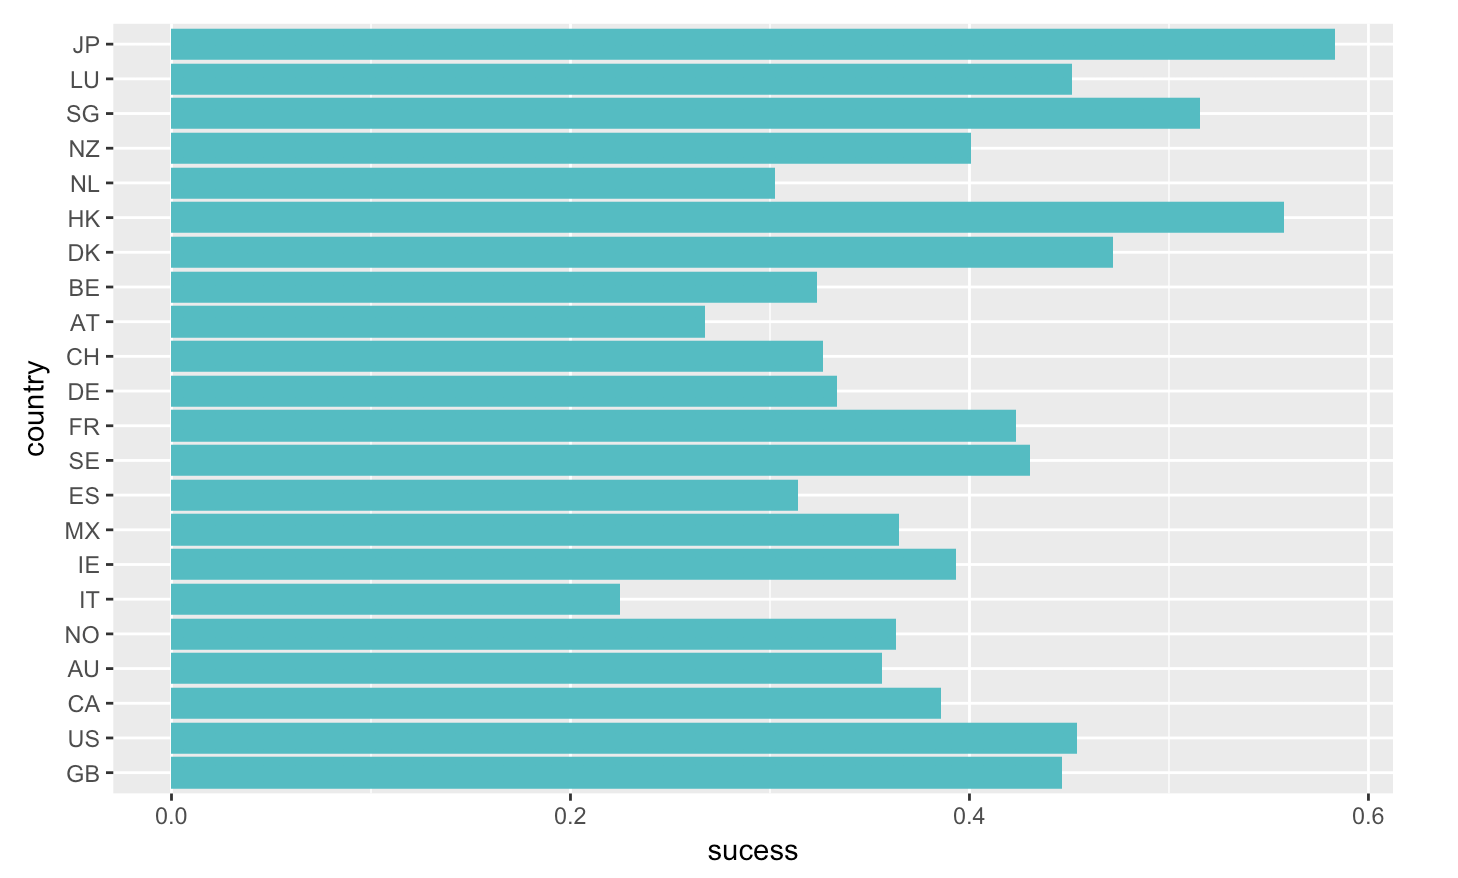 JP
LU
SG
NZ
NL
HK
DK
BE
AT
CH
DE
FR
SE
ES
MX
IE
IT
NO
AU
CA
US
GB
country
0.0 0.2 0.4 0.6
sucess